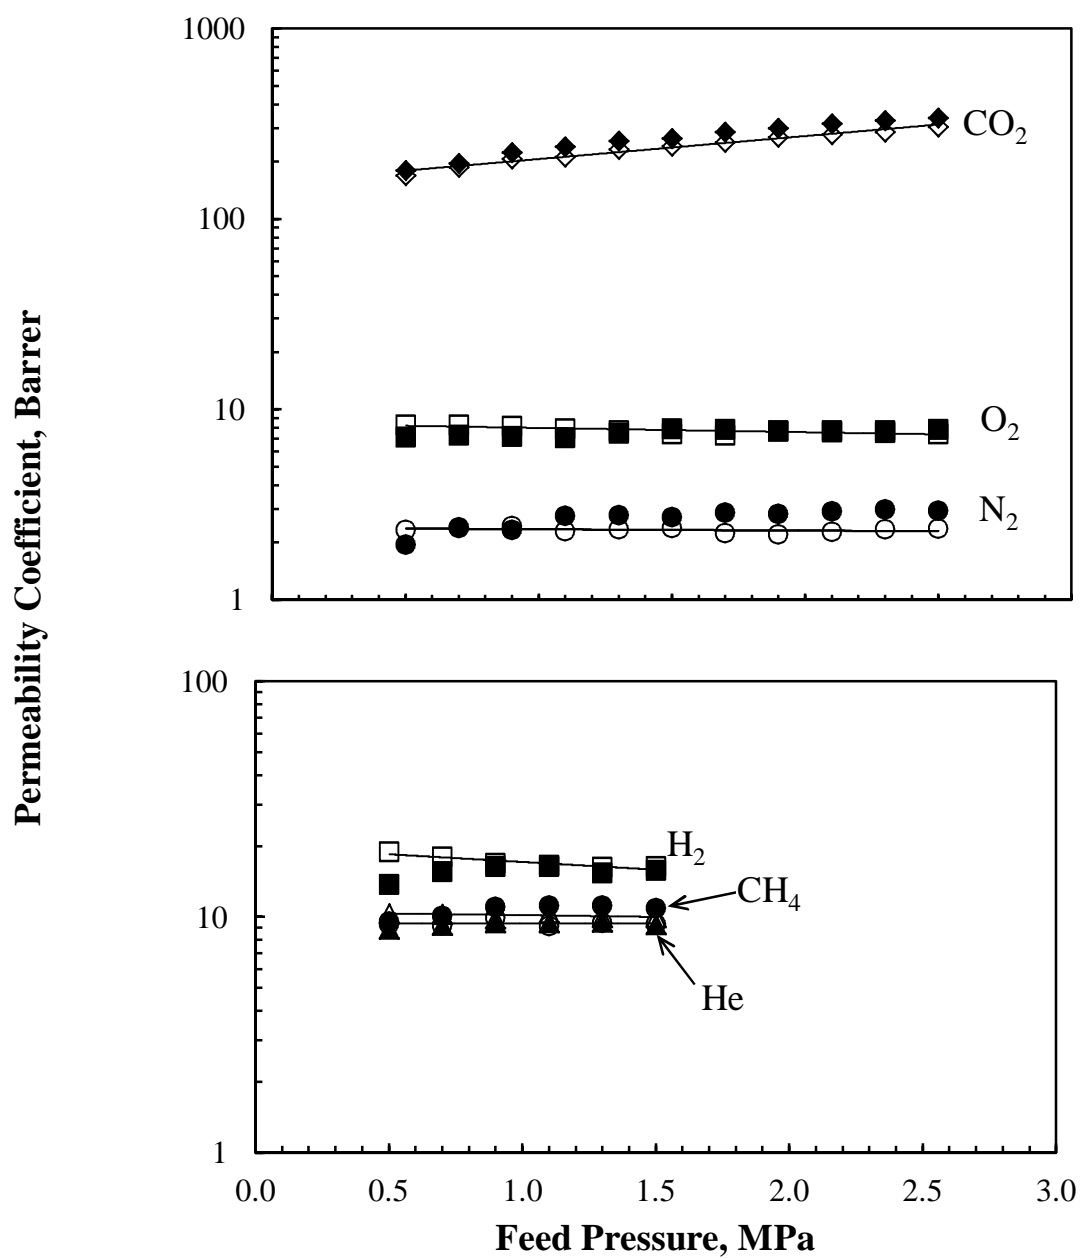 Permeability Coefficient, Barrer
1000
100
10
1
CO₂
O₂
N₂
100
10
1
H₂
CH₄
He
0.0 0.5 1.0 1.5 2.0 2.5 3.0
Feed Pressure, MPa